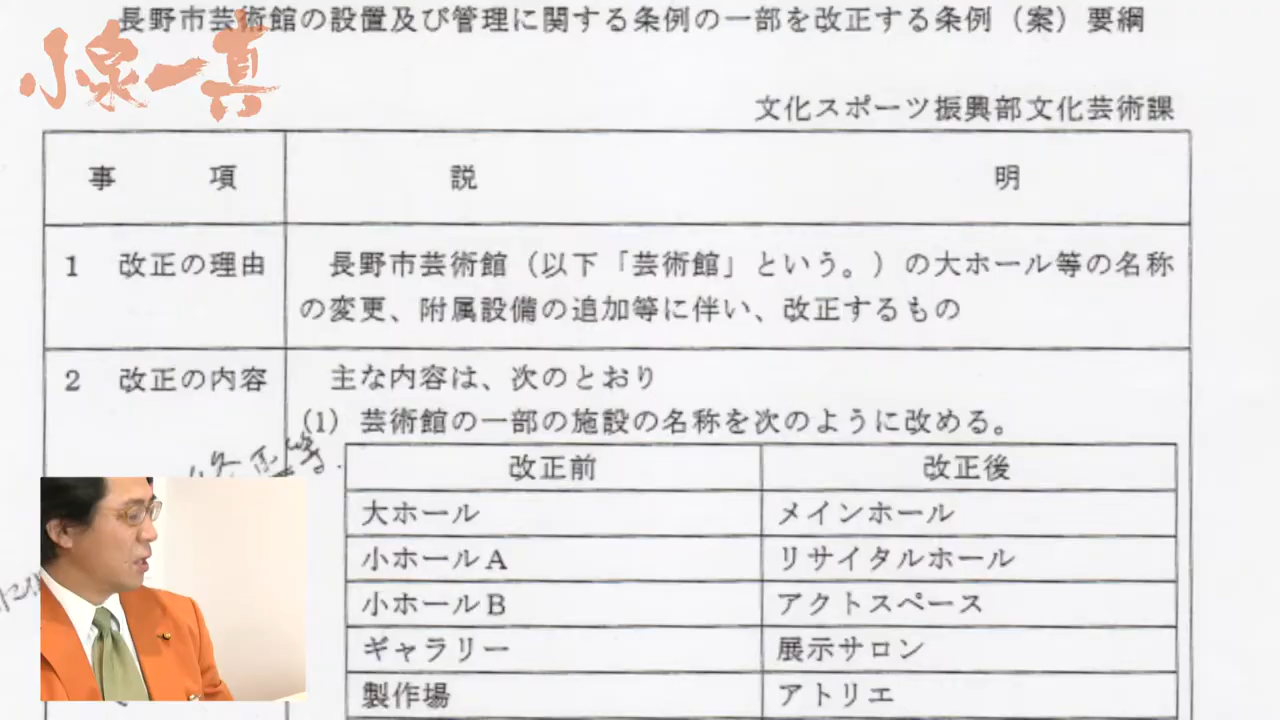 長野市芸術館の設置及び管理に関する条例の一部を改正する条例（案）要綱
小泉一真
文化スポーツ振興部文化芸術課
事　項　説　明
1　改正の理由　長野市芸術館（以下「芸術館」という。）の大ホール等の名称
の変更、附属設備の追加等に伴い、改正するもの
2　改正の内容　主な内容は、次のとおり
(1) 芸術館の一部の施設の名称を次のように改める。
改正前　改正後
大ホール　メインホール
小ホールA　リサイタルホール
小ホールB　アクトスペース
ギャラリー　展示サロン
製作場　アトリエ